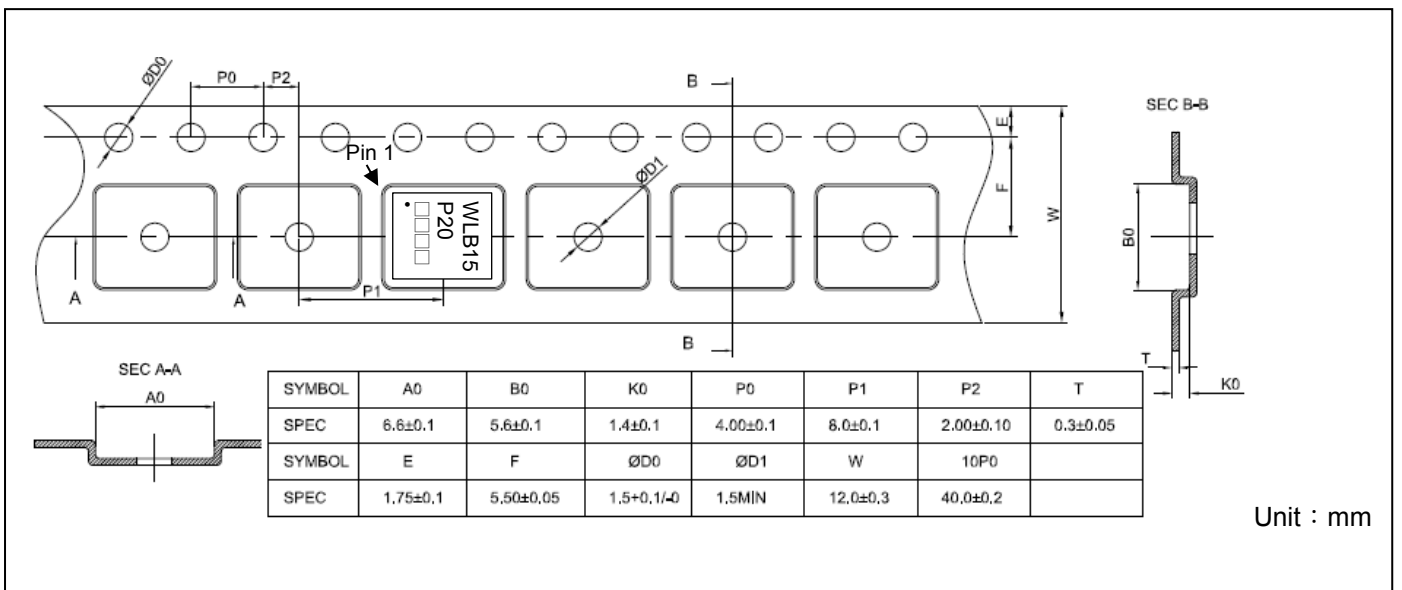 ØD0
P0
P2
B
SEC B-B
E
Pin 1
ØD1
F
W
WLB15
P20
□□□□
B0
A
A
P1
B
T
K0
SEC A-A
A0
SYMBOL A0 B0 K0 P0 P1 P2 T
SPEC 6.6±0.1 5.6±0.1 1.4±0.1 4.00±0.1 8.0±0.1 2.00±0.10 0.3±0.05
SYMBOL E F ØD0 ØD1 W 10P0
SPEC 1.75±0.1 5.50±0.05 1.5+0.1/-0 1.5MIN 12.0±0.3 40.0±0.2
Unit：mm